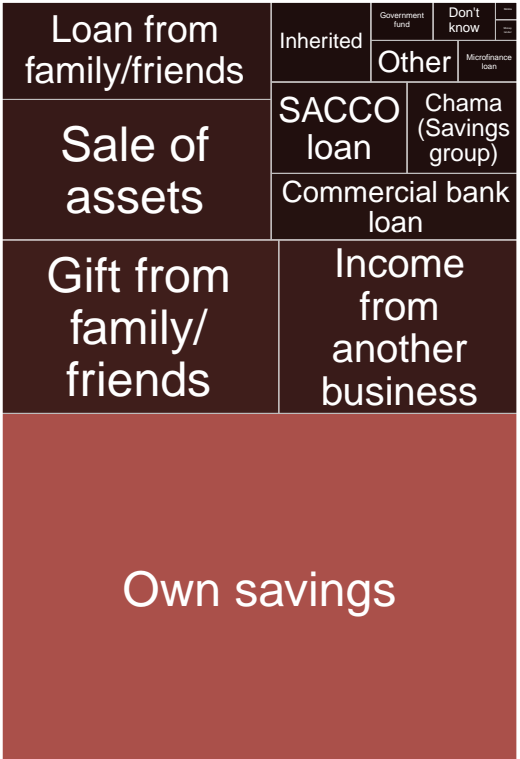 Loan from
family/friends
Inherited
Government
fund
Don't
know
Other
Microfinance
loan
Sale of
assets
SACCO
loan
Chama
(Savings
group)
Commercial bank
loan
Gift from
family/
friends
Income
from
another
business
Own savings